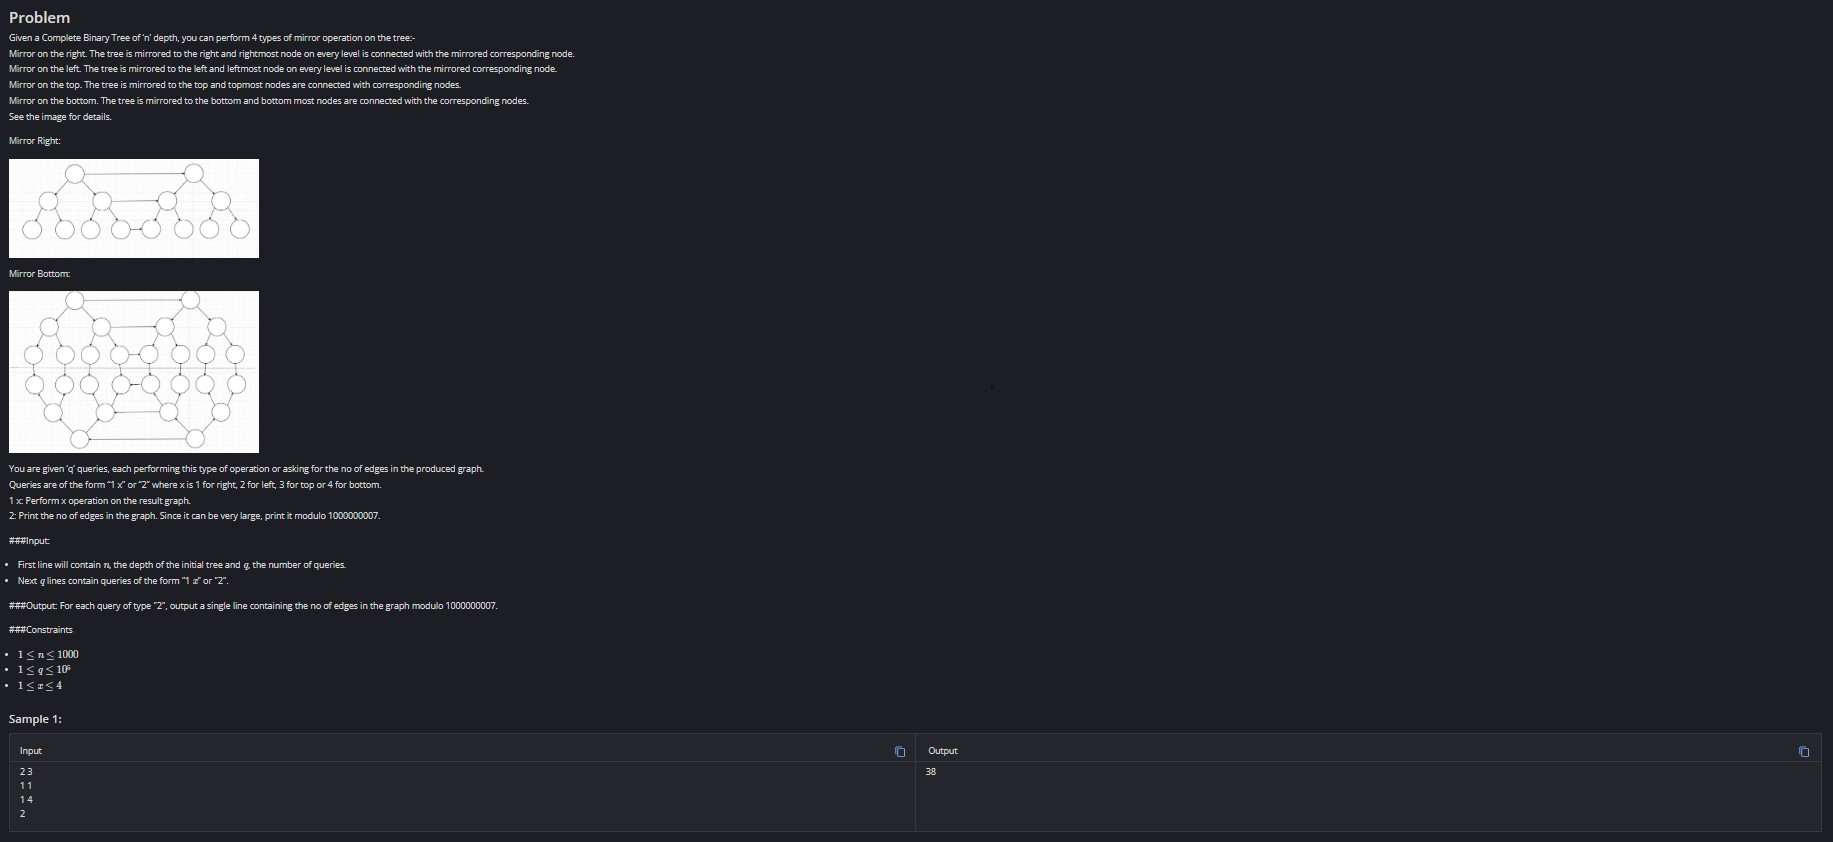 Problem
Given a Complete Binary Tree of 'n' depth, you can perform 4 types of mirror operation on the tree:-
Mirror on the right. The tree is mirrored to the right and rightmost node on every level is connected with the mirrored corresponding node.
Mirror on the left. The tree is mirrored to the left and leftmost node on every level is connected with the mirrored corresponding node.
Mirror on the top. The tree is mirrored to the top and topmost nodes are connected with corresponding nodes.
Mirror on the bottom. The tree is mirrored to the bottom and bottom most nodes are connected with the corresponding nodes.
See the image for details.
Mirror Right:
Mirror Bottom:
You are given 'q' queries, each performing this type of operation or asking for the no of edges in the produced graph.
Queries are of the form "1 x" or "2" where x is 1 for right, 2 for left, 3 for top or 4 for bottom.
1 x: Perform x operation on the result graph.
2: Print the no of edges in the graph. Since it can be very large, print it modulo 1000000007.
###Input:
• First line will contain n, the depth of the initial tree and q, the number of queries.
• Next q lines contain queries of the form "1 x" or "2".
###Output: For each query of type "2", output a single line containing the no of edges in the graph modulo 1000000007.
###Constraints
• 1 ≤ n ≤ 1000
• 1 ≤ q ≤ 10⁵
• 1 ≤ x ≤ 4
Sample 1:
Input
Output
2 3
38
1 1
1 4
2